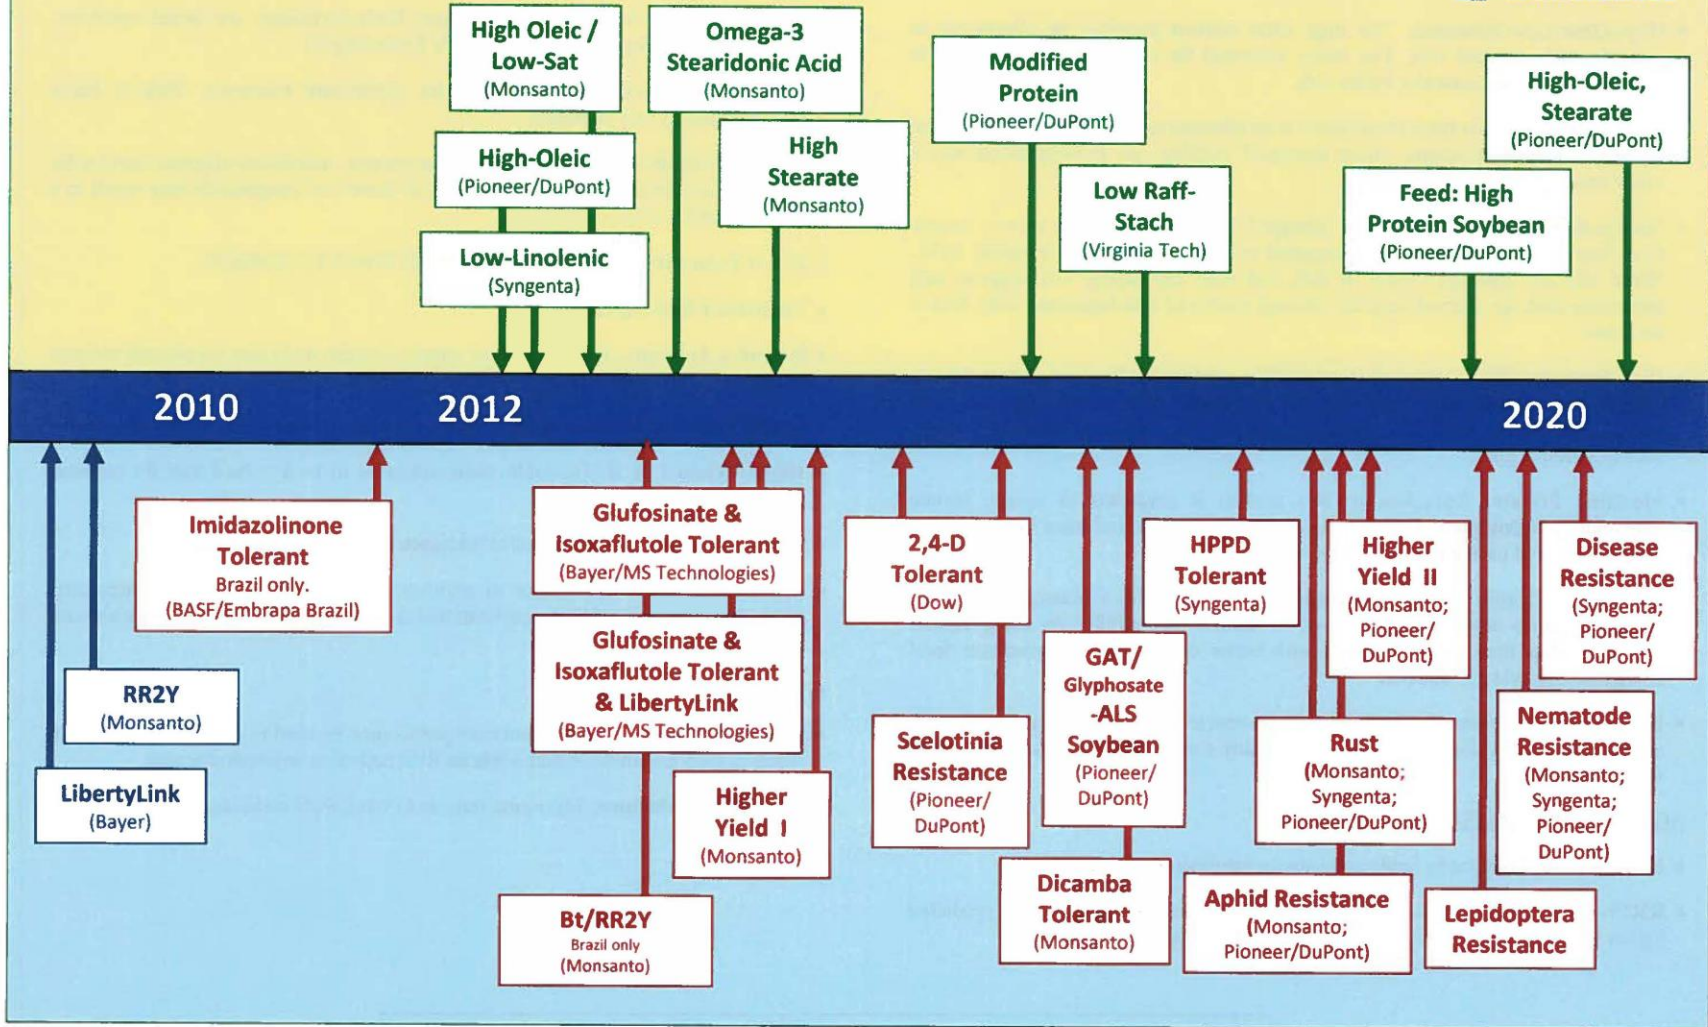 High Oleic /
Low-Sat
(Monsanto)
Omega-3
Stearidonic Acid
(Monsanto)
Modified
Protein
(Pioneer/DuPont)
High-Oleic,
Stearate
(Pioneer/DuPont)
High-Oleic
(Pioneer/DuPont)
High
Stearate
(Monsanto)
Low Raff-
Stach
(Virginia Tech)
Feed: High
Protein Soybean
(Pioneer/DuPont)
Low-Linolenic
(Syngenta)
2010
2012
2020
Imidazolinone
Tolerant
Brazil only.
(BASF/Embrapa Brazil)
Glufosinate &
Isoxaflutole Tolerant
(Bayer/MS Technologies)
2,4-D
Tolerant
(Dow)
HPPD
Tolerant
(Syngenta)
Higher
Yield II
(Monsanto;
Pioneer/
DuPont)
Disease
Resistance
(Syngenta;
Pioneer/
DuPont)
RR2Y
(Monsanto)
Glufosinate &
Isoxaflutole Tolerant
& LibertyLink
(Bayer/MS Technologies)
GAT/
Glyphosate
-ALS
Soybean
(Pioneer/
DuPont)
LibertyLink
(Bayer)
Higher
Yield I
(Monsanto)
Scelotinia
Resistance
(Pioneer/
DuPont)
Rust
(Monsanto;
Syngenta;
Pioneer/DuPont)
Nematode
Resistance
(Monsanto;
Syngenta;
Pioneer/
DuPont)
Bt/RR2Y
Brazil only
(Monsanto)
Dicamba
Tolerant
(Monsanto)
Aphid Resistance
(Monsanto;
Pioneer/DuPont)
Lepidoptera
Resistance